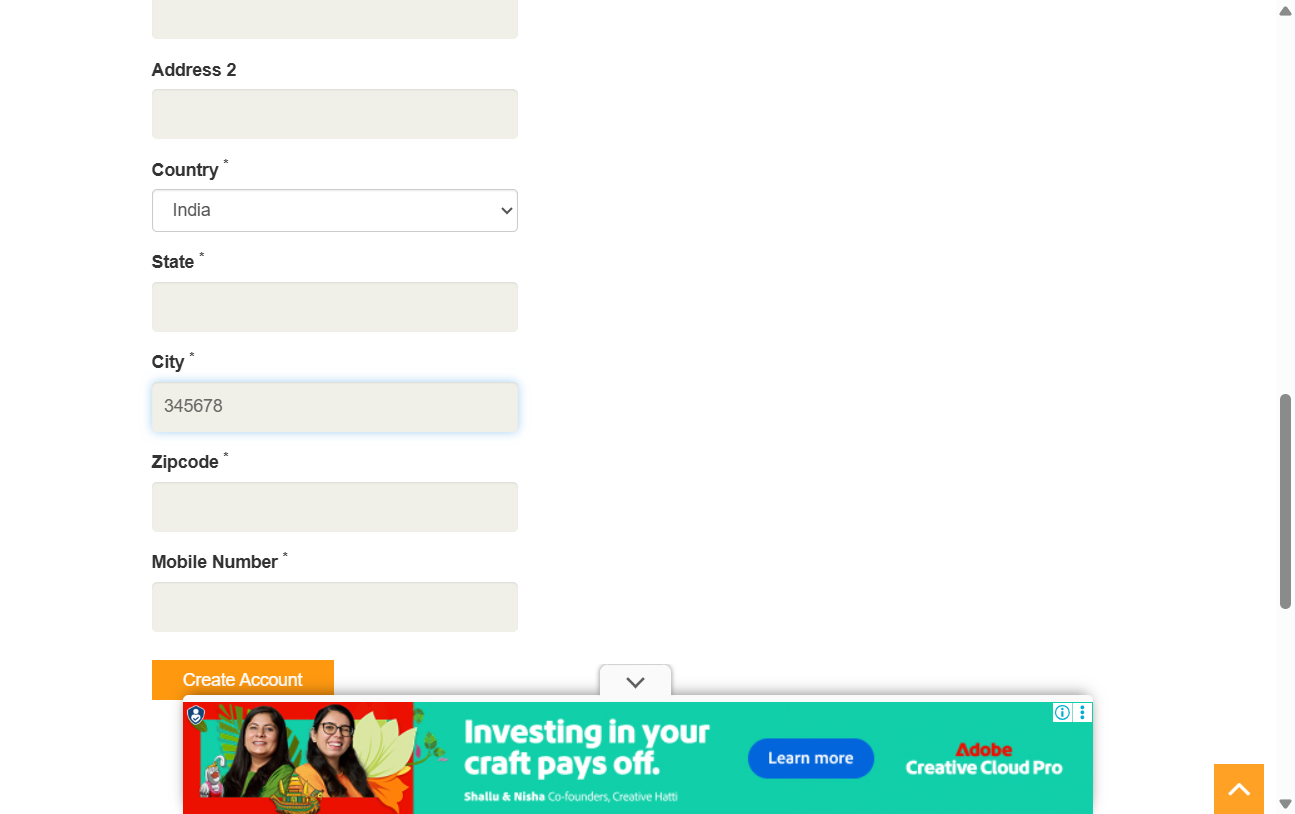 Address 2
Country *
India
State *
City *
345678
Zipcode *
Mobile Number *
Create Account
Investing in your
craft pays off.
Shallu & Nisha Co-founders, Creative Hatti
Learn more
Adobe
Creative Cloud Pro